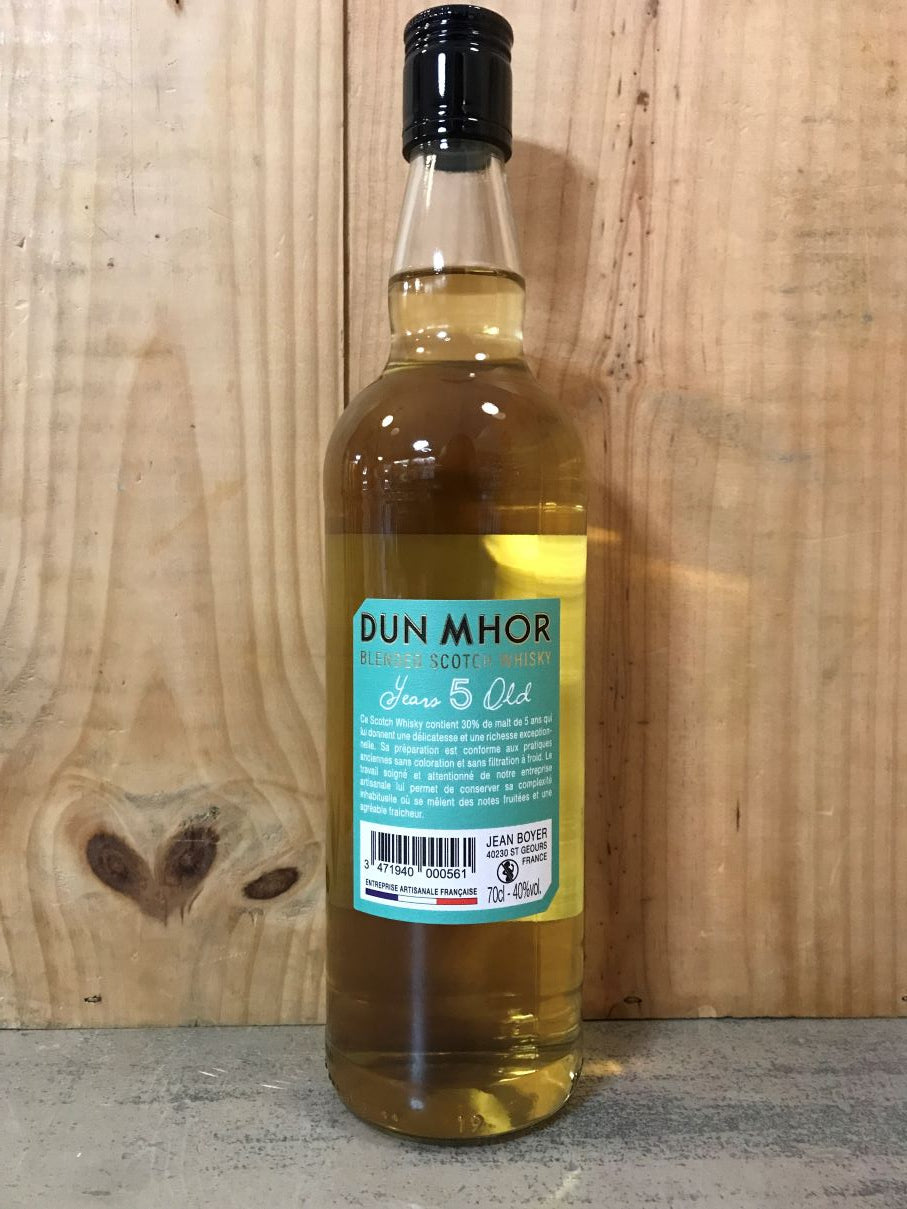 DUN MHOR
BLENDED SCOTCH WHISKY
Years 5 Old
Ce Scotch Whisky contient 30% de malt de 5 ans qui
lui donnent une délicatesse et une richesse exception-
nelle. Sa préparation est conforme aux pratiques
anciennes sans coloration et sans filtration à froid. Le
travail soigné et attentionné de notre entreprise
artisanale lui permet de conserver sa complexité
inhabituelle où se mêlent des notes fruitées et une
agréable fraicheur.
JEAN BOYER
40230 ST GEOURS
FRANCE
3 471940 000561
ENTREPRISE ARTISANALE FRANÇAISE
70cl - 40%vol.
19